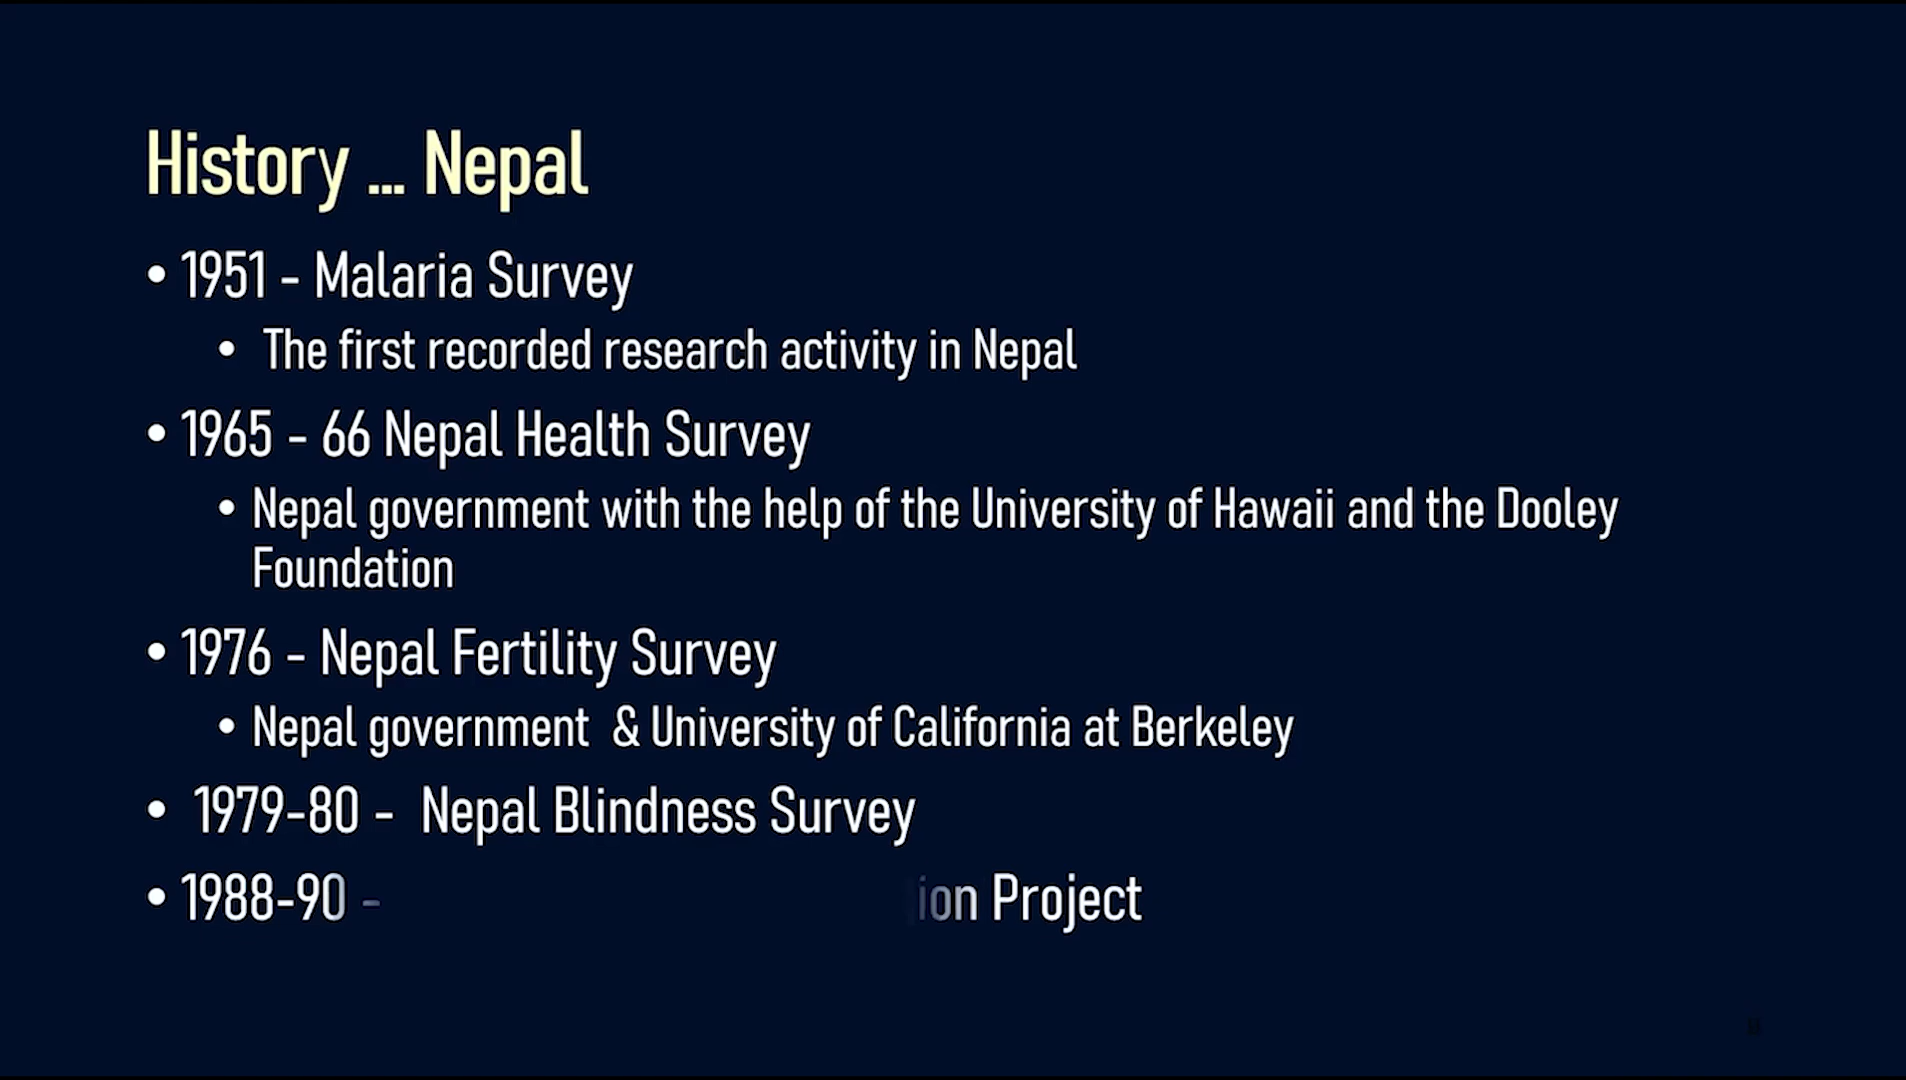 History ... Nepal
• 1951 - Malaria Survey
• The first recorded research activity in Nepal
• 1965 - 66 Nepal Health Survey
• Nepal government with the help of the University of Hawaii and the Dooley
Foundation
• 1976 - Nepal Fertility Survey
• Nepal government & University of California at Berkeley
• 1979-80 - Nepal Blindness Survey
• 1988-90 - ion Project